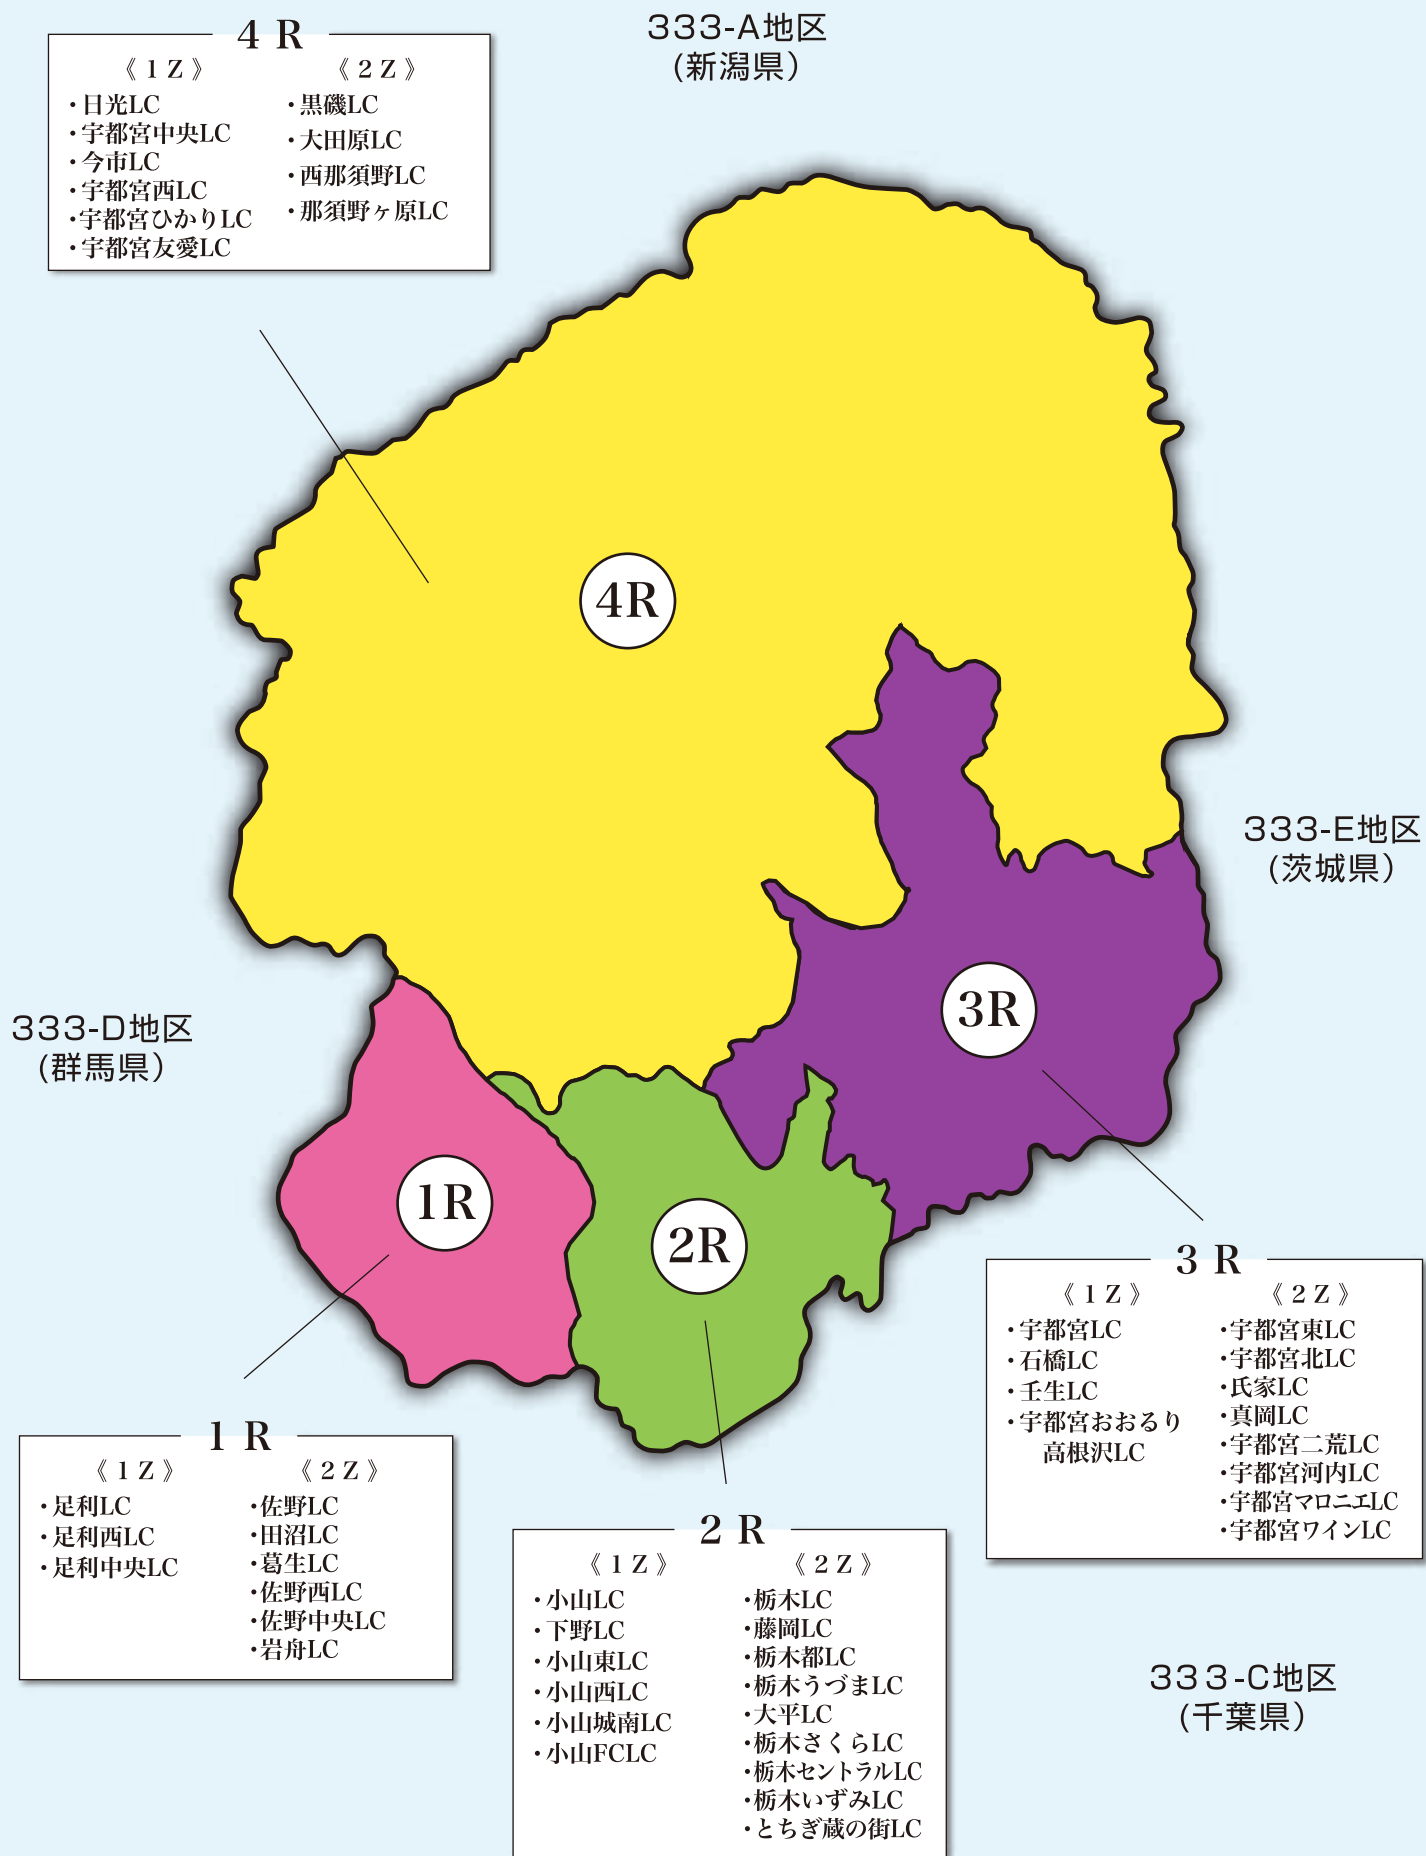 333-A地区
(新潟県)
4 R
《 1 Z 》
・日光LC
・宇都宮中央LC
・今市LC
・宇都宮西LC
・宇都宮ひかりLC
・宇都宮友愛LC
《 2 Z 》
・黒磯LC
・大田原LC
・西那須野LC
・那須野ヶ原LC
4R
3R
1R
2R
333-E地区
(茨城県)
333-D地区
(群馬県)
3 R
《 1 Z 》
・宇都宮LC
・石橋LC
・壬生LC
・宇都宮おおるり
高根沢LC
《 2 Z 》
・宇都宮東LC
・宇都宮北LC
・氏家LC
・真岡LC
・宇都宮二荒LC
・宇都宮河内LC
・宇都宮マロニエLC
・宇都宮ワインLC
1 R
《 1 Z 》
・足利LC
・足利西LC
・足利中央LC
《 2 Z 》
・佐野LC
・田沼LC
・葛生LC
・佐野西LC
・佐野中央LC
・岩舟LC
2 R
《 1 Z 》
・小山LC
・下野LC
・小山東LC
・小山西LC
・小山城南LC
・小山FCLC
《 2 Z 》
・栃木LC
・藤岡LC
・栃木都LC
・栃木うづまLC
・大平LC
・栃木さくらLC
・栃木セントラルLC
・栃木いずみLC
・とちぎ蔵の街LC
333-C地区
(千葉県)